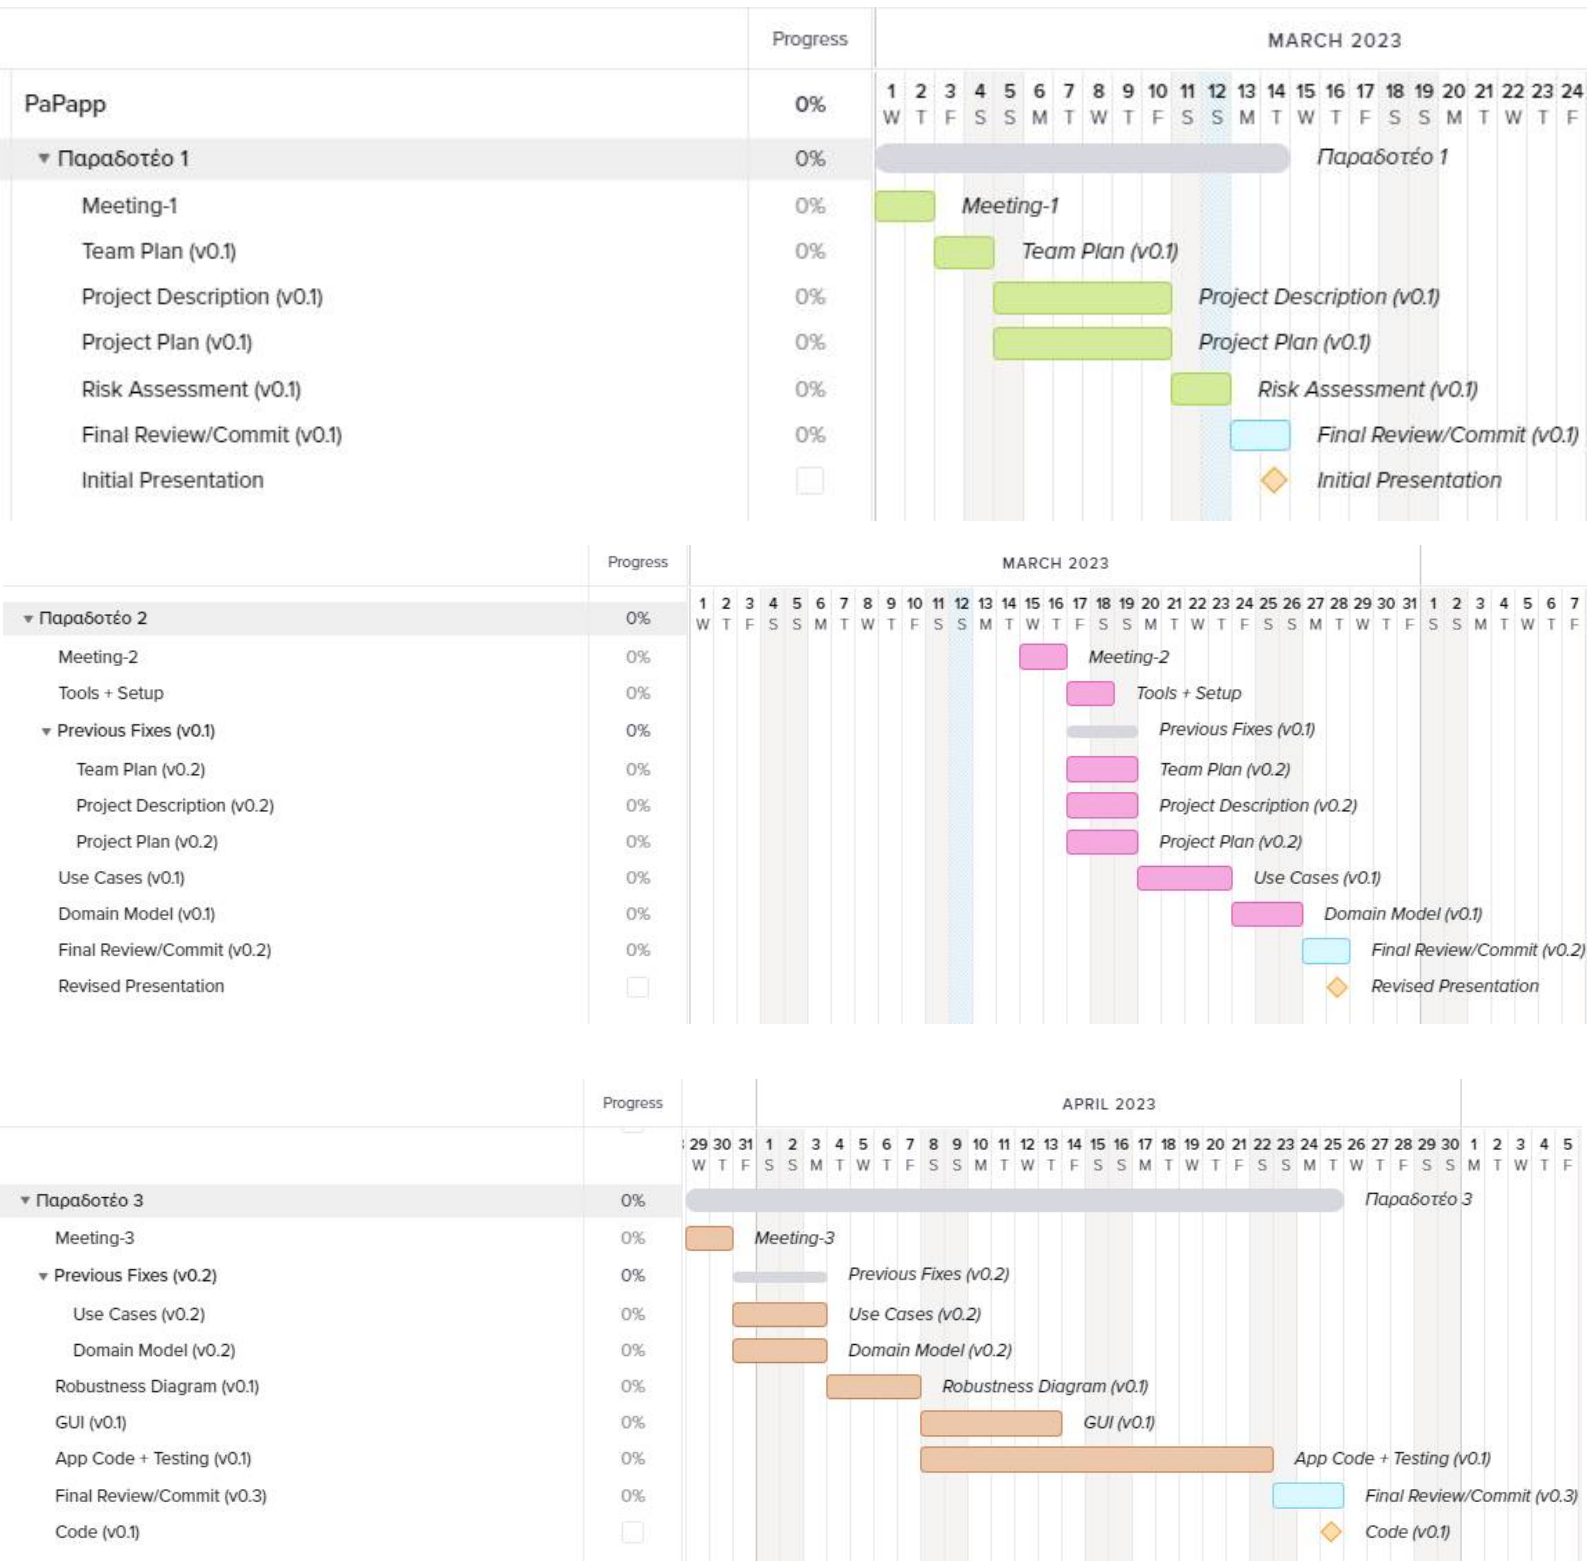 Progress MARCH 2023
1 2 3 4 5 6 7 8 9 10 11 12 13 14 15 16 17 18 19 20 21 22 23 24
PaPapp 0%
W T F S S M T W T F S S M T W T F S S M T W T F
Παραδοτέο 1 0% Παραδοτέο 1
Meeting-1 0% Meeting-1
Team Plan (v0.1) 0% Team Plan (v0.1)
Project Description (v0.1) 0% Project Description (v0.1)
Project Plan (v0.1) 0% Project Plan (v0.1)
Risk Assessment (v0.1) 0% Risk Assessment (v0.1)
Final Review/Commit (v0.1) 0% Final Review/Commit (v0.1)
Initial Presentation Initial Presentation
Progress MARCH 2023
1 2 3 4 5 6 7 8 9 10 11 12 13 14 15 16 17 18 19 20 21 22 23 24 25 26 27 28 29 30 31 1 2 3 4 5 6 7
Παραδοτέο 2 0%
W T F S S M T W T F S S M T W T F S S M T W T F S S M T W T F S S M T W T F
Meeting-2 0% Meeting-2
Tools + Setup 0% Tools + Setup
Previous Fixes (v0.1) 0% Previous Fixes (v0.1)
Team Plan (v0.2) 0% Team Plan (v0.2)
Project Description (v0.2) 0% Project Description (v0.2)
Project Plan (v0.2) 0% Project Plan (v0.2)
Use Cases (v0.1) 0% Use Cases (v0.1)
Domain Model (v0.1) 0% Domain Model (v0.1)
Final Review/Commit (v0.2) 0% Final Review/Commit (v0.2)
Revised Presentation Revised Presentation
Progress APRIL 2023
29 30 31 1 2 3 4 5 6 7 8 9 10 11 12 13 14 15 16 17 18 19 20 21 22 23 24 25 26 27 28 29 30 1 2 3 4 5
W T F S S M T W T F S S M T W T F S S M T W T F S S M T W T F S S M T W T F
Παραδοτέο 3 0% Παραδοτέο 3
Meeting-3 0% Meeting-3
Previous Fixes (v0.2) 0% Previous Fixes (v0.2)
Use Cases (v0.2) 0% Use Cases (v0.2)
Domain Model (v0.2) 0% Domain Model (v0.2)
Robustness Diagram (v0.1) 0% Robustness Diagram (v0.1)
GUI (v0.1) 0% GUI (v0.1)
App Code + Testing (v0.1) 0% App Code + Testing (v0.1)
Final Review/Commit (v0.3) 0% Final Review/Commit (v0.3)
Code (v0.1) Code (v0.1)